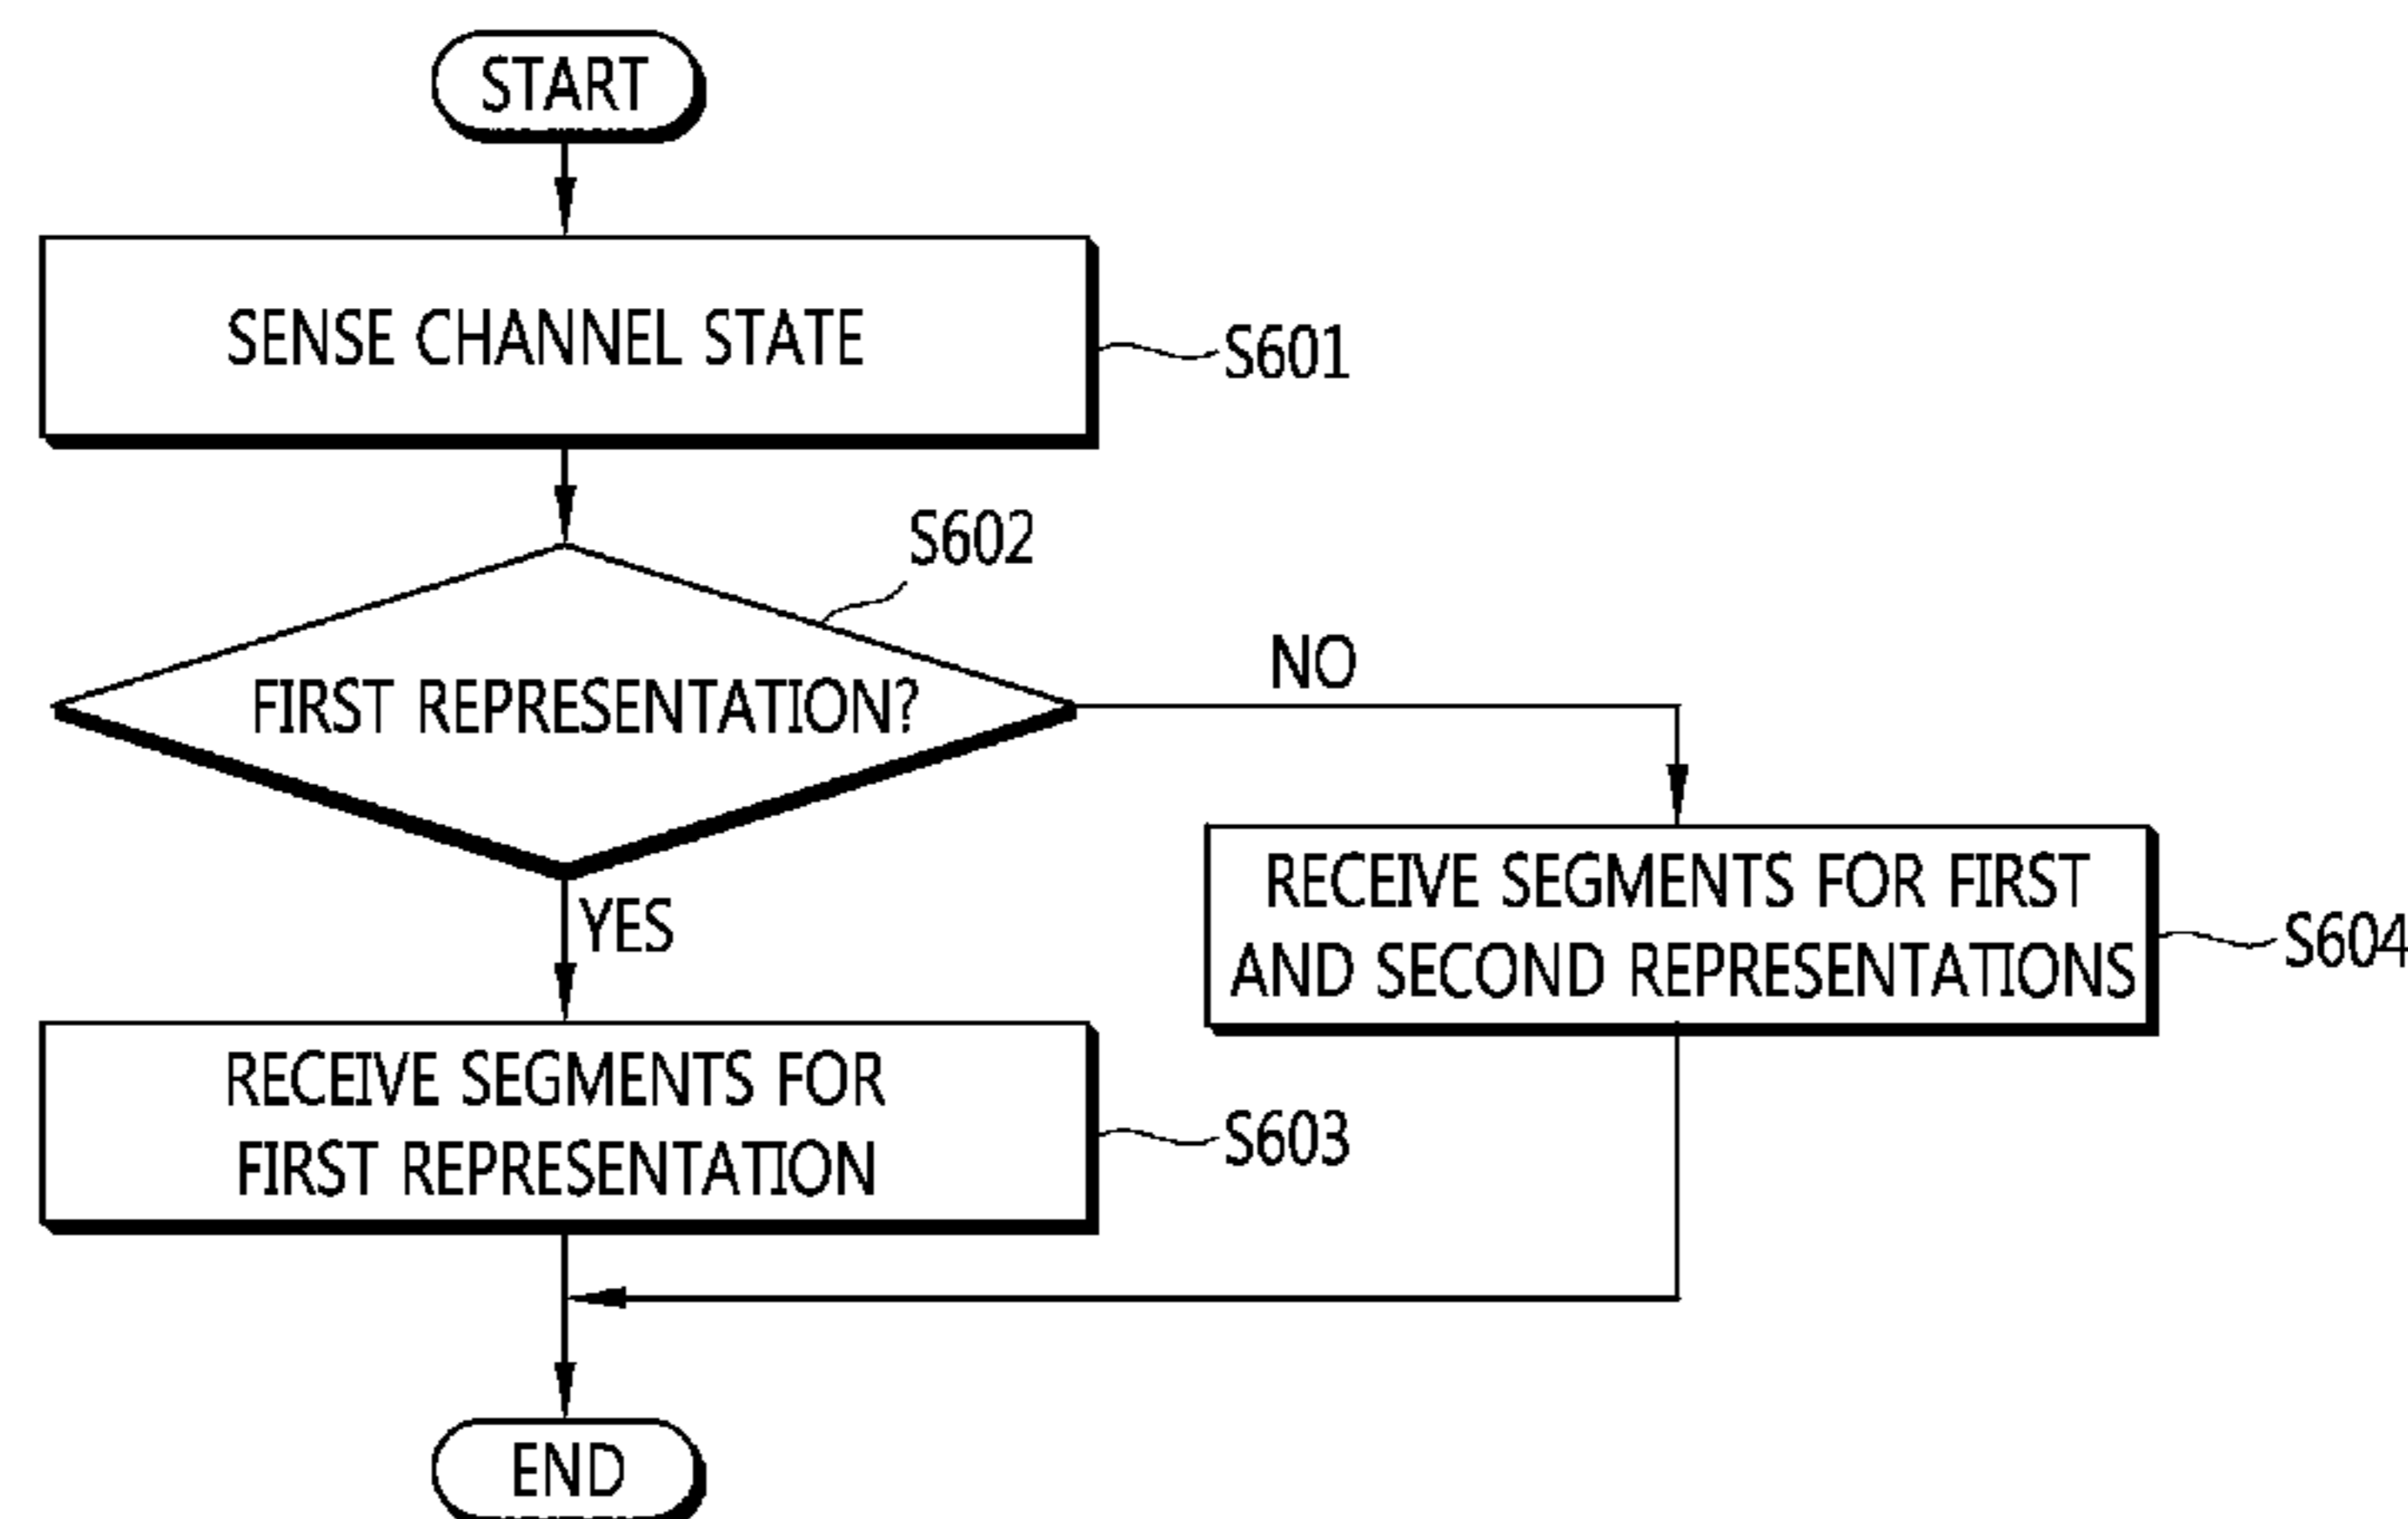 START
SENSE CHANNEL STATE
S601
S602
FIRST REPRESENTATION?
NO
YES
RECEIVE SEGMENTS FOR FIRST
AND SECOND REPRESENTATIONS
S604
RECEIVE SEGMENTS FOR
FIRST REPRESENTATION
S603
END